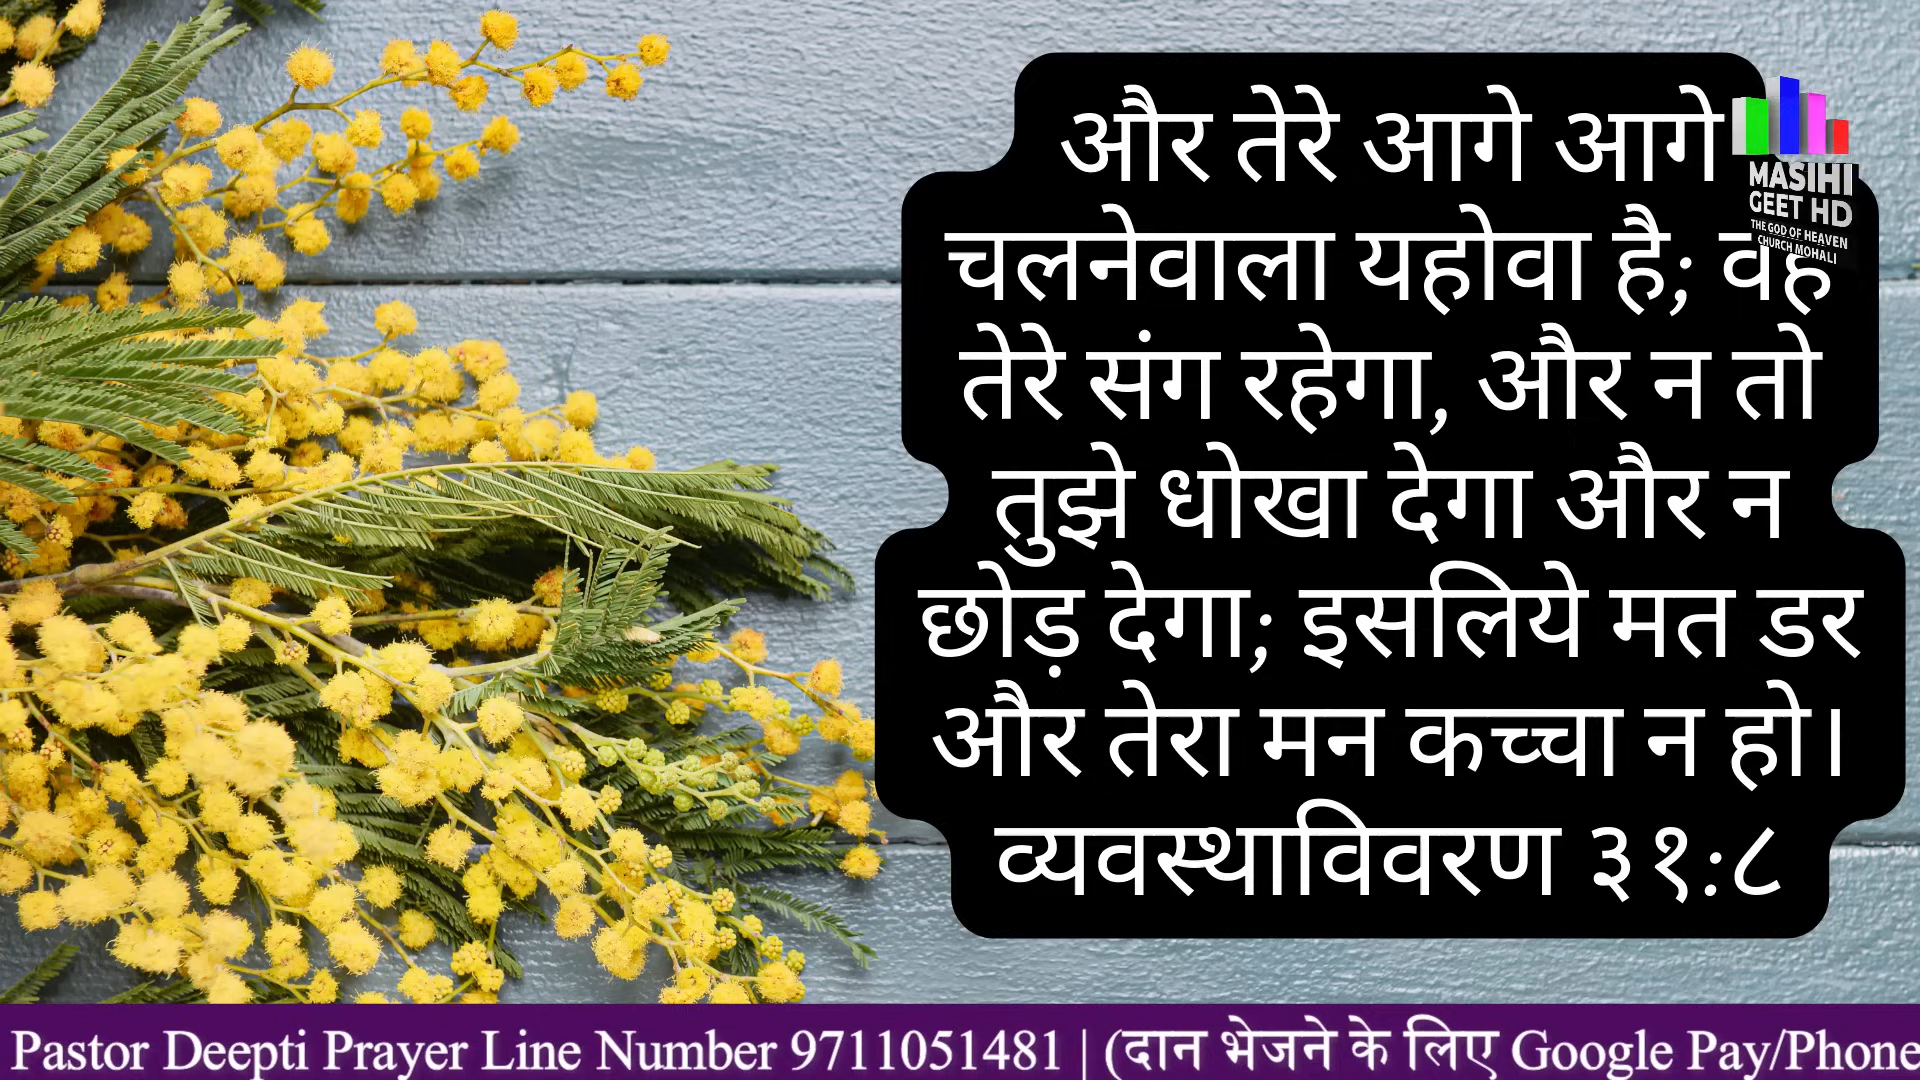 और तेरे आगे आगे
चलनेवाला यहोवा है; वह
तेरे संग रहेगा, और न तो
तुझे धोखा देगा और न
छोड़ देगा; इसलिये मत डर
और तेरा मन कच्चा न हो।
व्यवस्थाविवरण ३१:८
MASIHI
GEET HD
THE GOD OF HEAVEN
CHURCH MOHALI
Pastor Deepti Prayer Line Number 9711051481 | (दान भेजने के लिए Google Pay/Phone